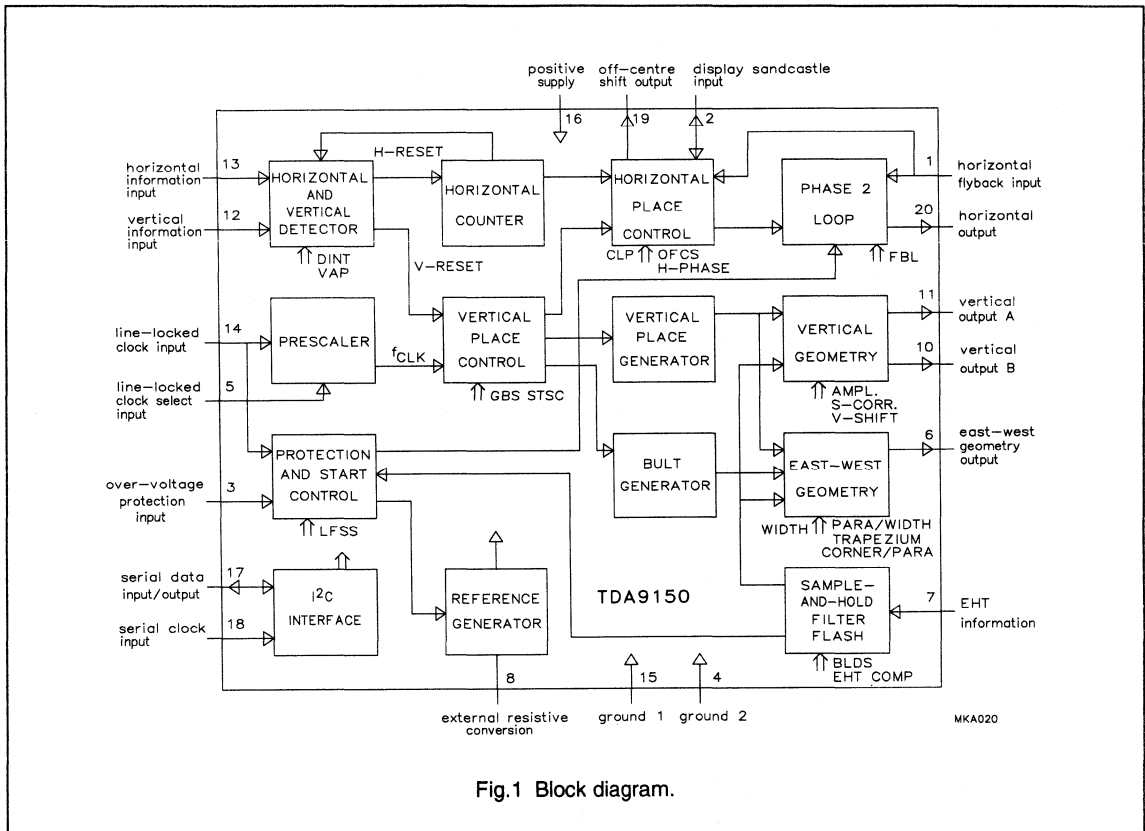 positive supply
off-centre shift output
display sandcastle input
16
19
2
horizontal information input
13
HORIZONTAL AND VERTICAL DETECTOR
H-RESET
HORIZONTAL COUNTER
HORIZONTAL PLACE CONTROL
PHASE 2 LOOP
1
horizontal flyback input
vertical information input
12
20
horizontal output
DINT
VAP
V-RESET
CLP
OFCS
H-PHASE
FBL
line-locked clock input
14
PRESCALER
fCLK
VERTICAL PLACE CONTROL
VERTICAL PLACE GENERATOR
VERTICAL GEOMETRY
11
vertical output A
10
vertical output B
line-locked clock select input
5
GBS STSC
AMPL.
S-CORR.
V-SHIFT
PROTECTION AND START CONTROL
BULT GENERATOR
EAST-WEST GEOMETRY
6
east-west geometry output
over-voltage protection input
3
LFSS
WIDTH
PARA/WIDTH
TRAPEZIUM
CORNER/PARA
serial data input/output
17
I2C INTERFACE
REFERENCE GENERATOR
TDA9150
SAMPLE-AND-HOLD FILTER FLASH
7
EHT information
serial clock input
18
BLDS
EHT COMP
8
15
4
external resistive conversion
ground 1
ground 2
MKA020
Fig.1 Block diagram.